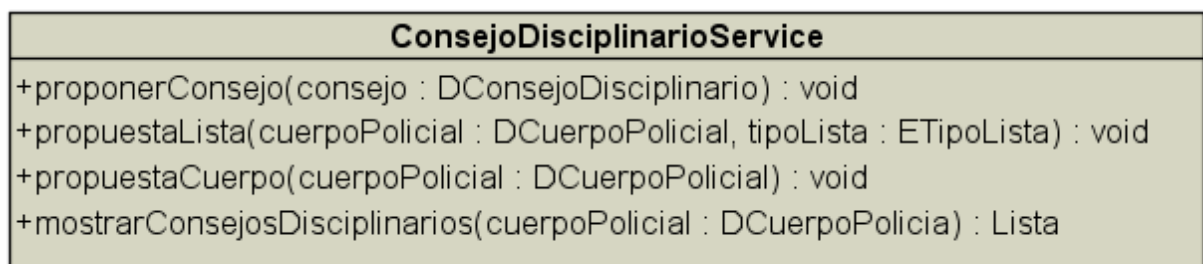 ConsejoDisciplinarioService
+proponerConsejo(consejo : DConsejoDisciplinario) : void
+propuestaLista(cuerpoPolicial : DCuerpoPolicial, tipoLista : ETipoLista) : void
+propuestaCuerpo(cuerpoPolicial : DCuerpoPolicial) : void
+mostrarConsejosDisciplinarios(cuerpoPolicial : DCuerpoPolicia) : Lista